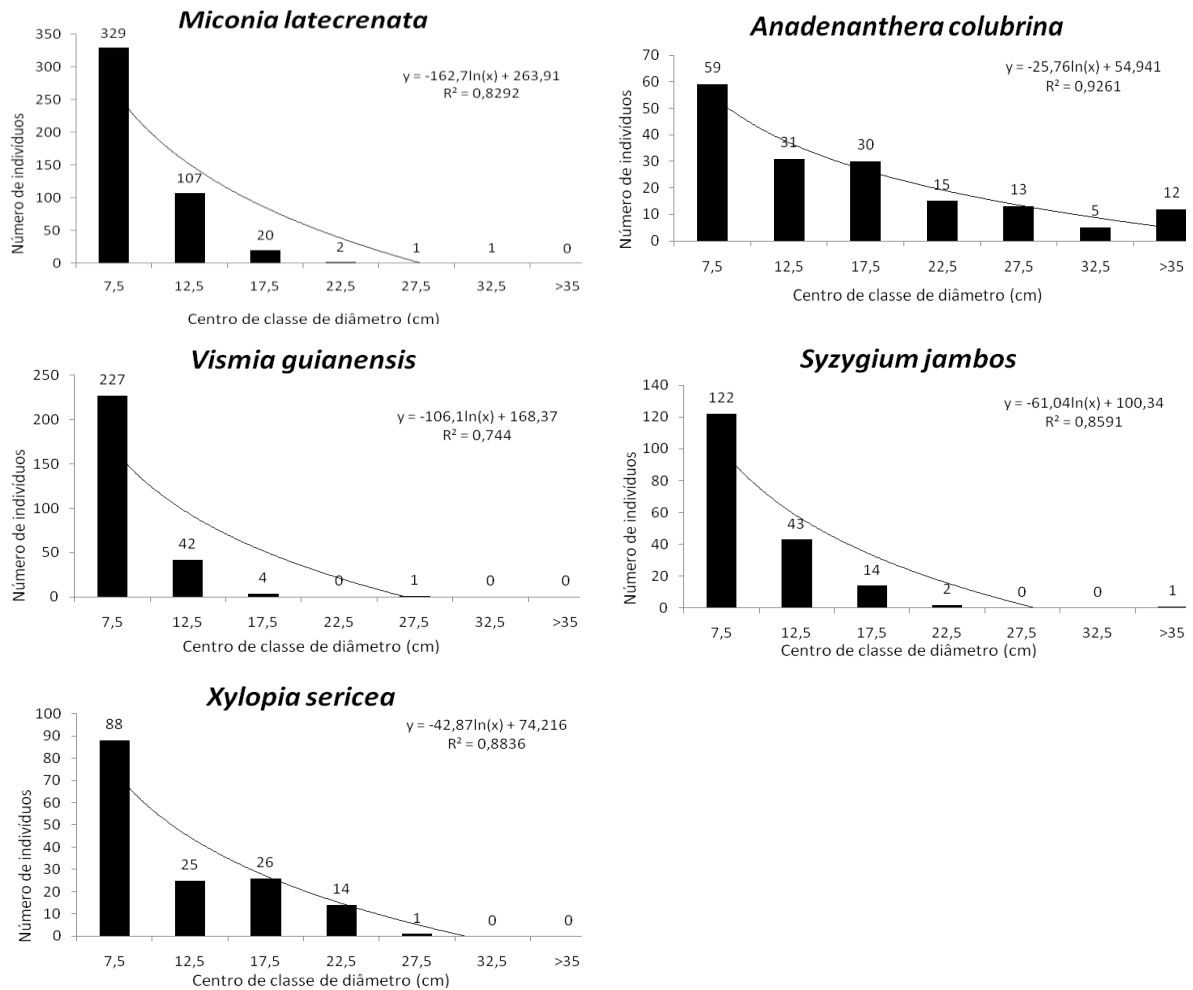 Miconia latecrenata
y = -162,7ln(x) + 263,91
R² = 0,8292
Número de indivíduos
350
300
250
200
150
100
50
0
329
107
20
2
1
1
0
7,5 12,5 17,5 22,5 27,5 32,5 >35
Centro de classe de diâmetro (cm)
Anadenanthera colubrina
y = -25,76ln(x) + 54,941
R² = 0,9261
Número de indivíduos
70
60
50
40
30
20
10
0
59
31
30
15
13
5
12
7,5 12,5 17,5 22,5 27,5 32,5 >35
Centro de classe de diâmetro (cm)
Vismia guianensis
y = -106,1ln(x) + 168,37
R² = 0,744
Número de indivíduos
250
200
150
100
50
0
227
42
4
0
1
0
0
7,5 12,5 17,5 22,5 27,5 32,5 >35
Centro de classe de diâmetro (cm)
Syzygium jambos
y = -61,04ln(x) + 100,34
R² = 0,8591
Número de indivíduos
140
120
100
80
60
40
20
0
122
43
14
2
0
0
1
7,5 12,5 17,5 22,5 27,5 32,5 >35
Centro de classe de diâmetro (cm)
Xylopia sericea
y = -42,87ln(x) + 74,216
R² = 0,8836
Número de indivíduos
100
90
80
70
60
50
40
30
20
10
0
88
25
26
14
1
0
0
7,5 12,5 17,5 22,5 27,5 32,5 >35
Centro de classe de diâmetro (cm)